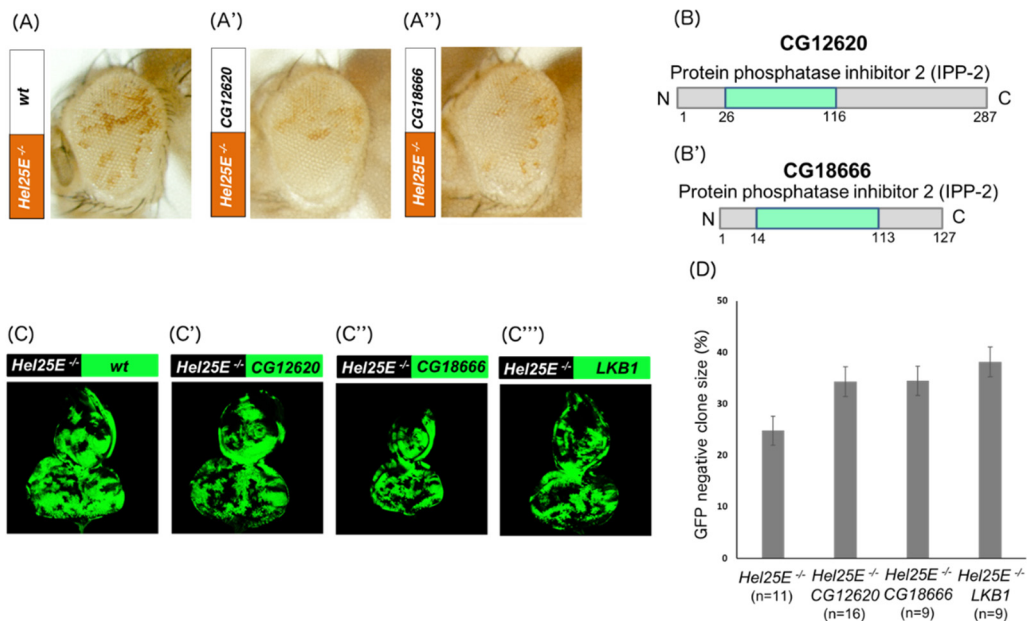 (A)
wt
Hel25E -/-
(A')
CG12620
Hel25E -/-
(A'')
CG18666
Hel25E -/-
(B)
CG12620
Protein phosphatase inhibitor 2 (IPP-2)
N C
1 26 116 287
(B')
CG18666
Protein phosphatase inhibitor 2 (IPP-2)
N C
1 14 113 127
(C)
Hel25E -/- wt
(C')
Hel25E -/- CG12620
(C'')
Hel25E -/- CG18666
(C''')
Hel25E -/- LKB1
(D)
GFP negative clone size (%)
50
40
30
20
10
0
Hel25E -/-
(n=11)
Hel25E -/-
CG12620
(n=16)
Hel25E -/-
CG18666
(n=9)
Hel25E -/-
LKB1
(n=9)